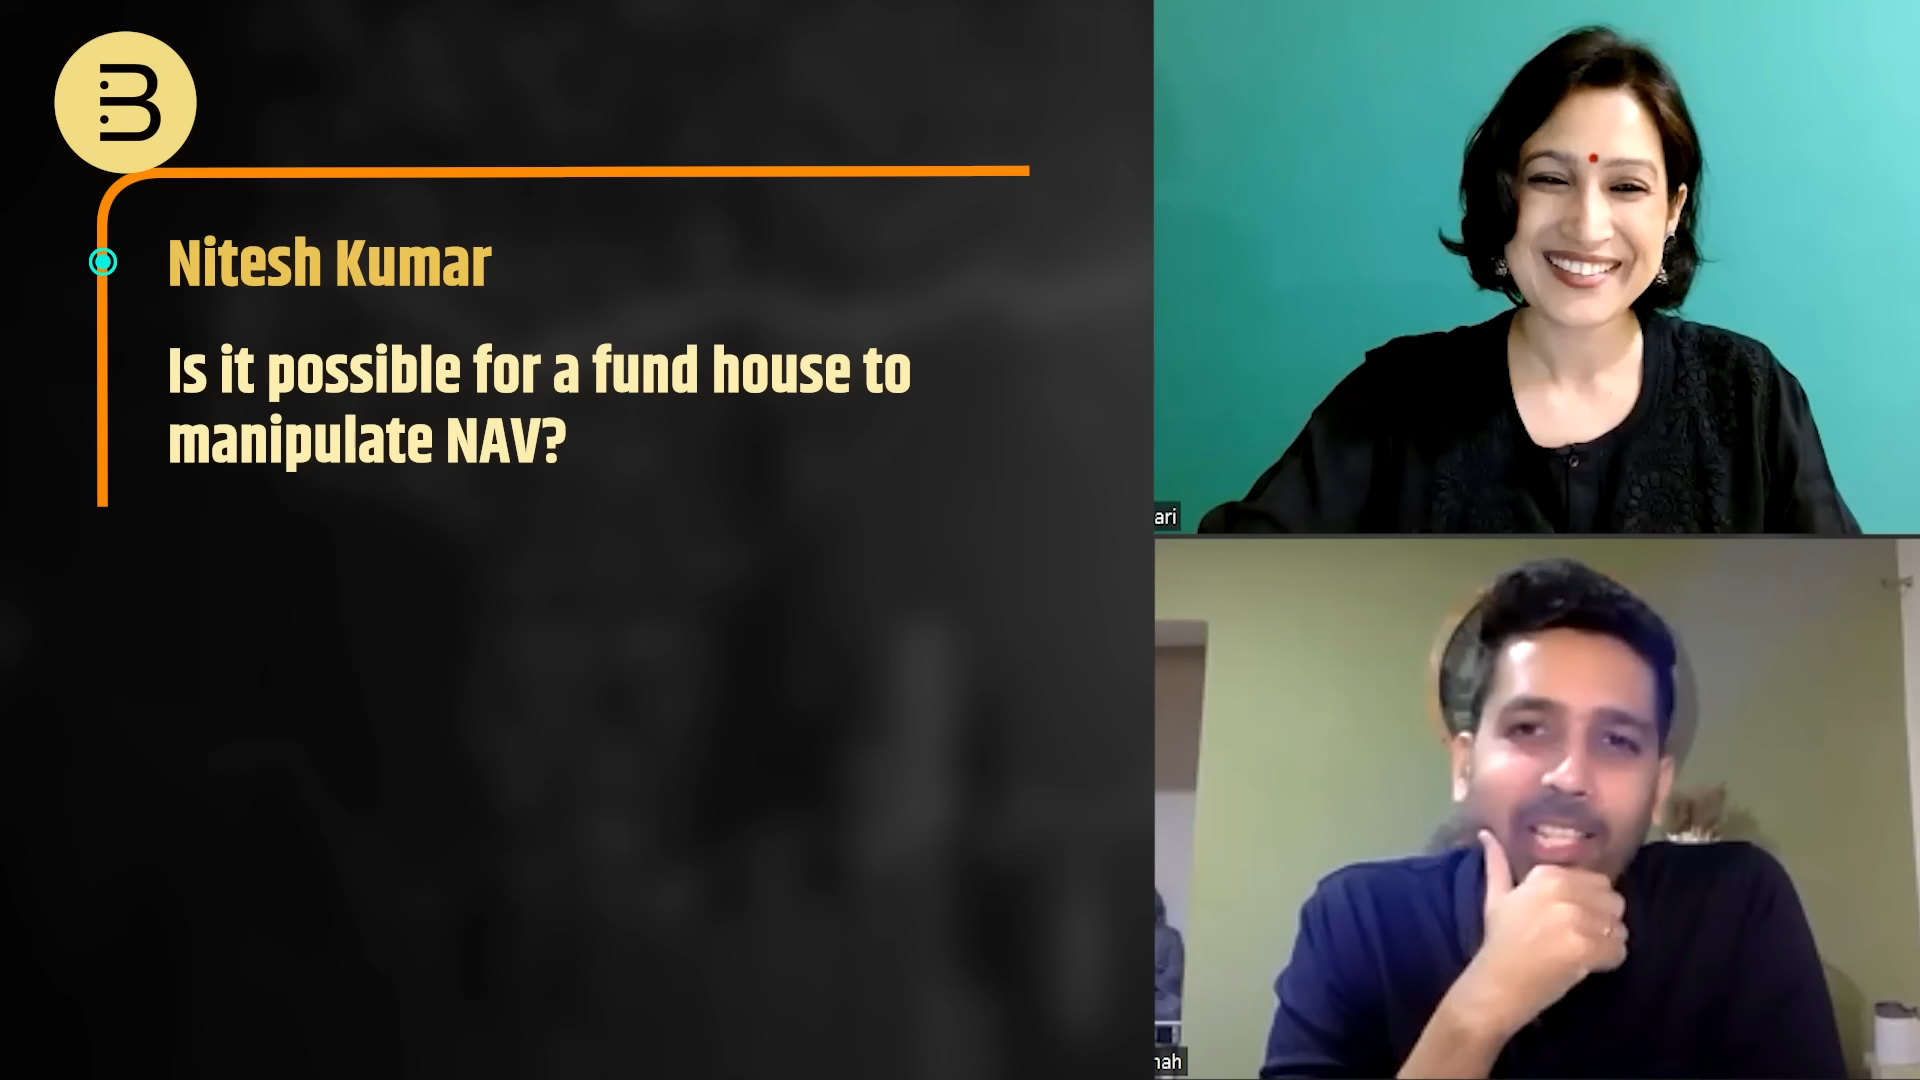 B
Nitesh Kumar
Is it possible for a fund house to
manipulate NAV?
ari
nah